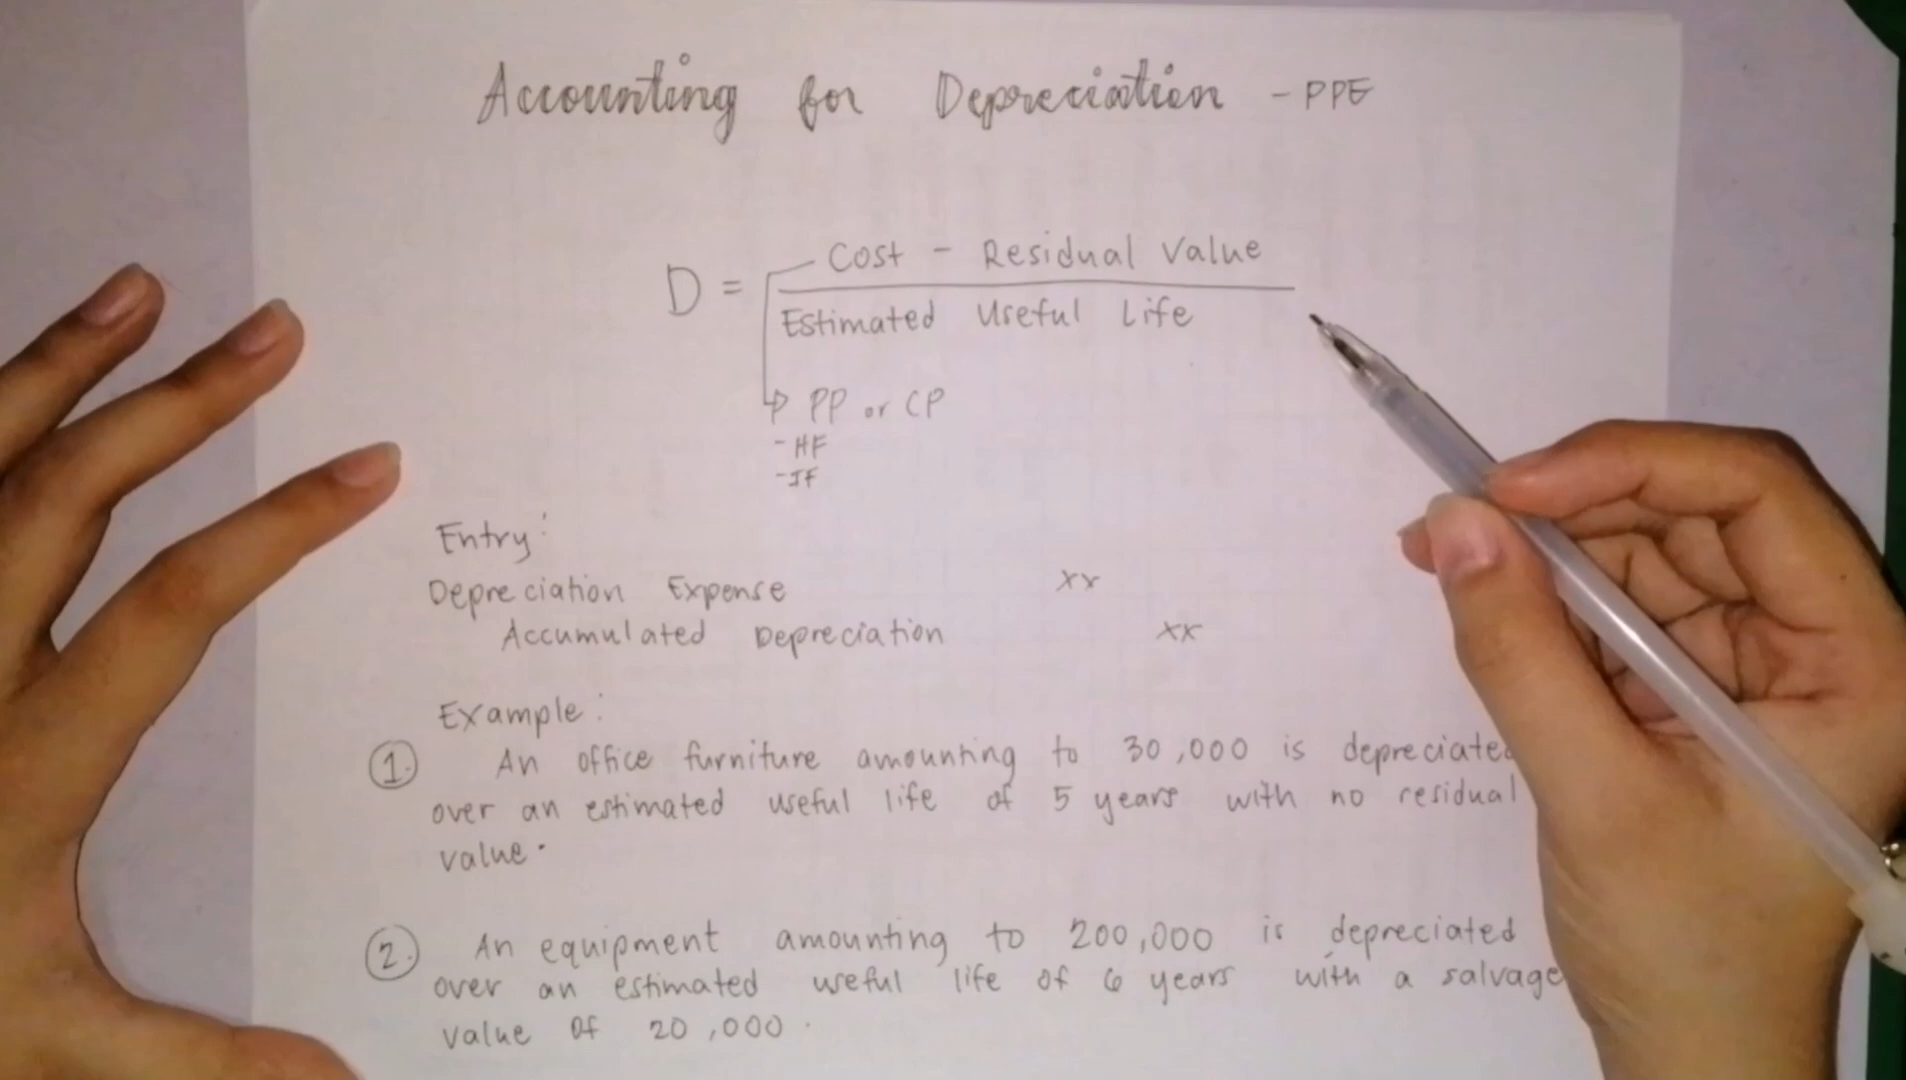 Accounting for Depreciation - PPE
Cost - Residual Value
D =
Estimated Useful Life
PP or CP
- HF
- IF
Entry:
Depreciation Expense xx
Accumulated Depreciation xx
Example:
1. An office furniture amounting to 30,000 is depreciated
over an estimated useful life of 5 years with no residual
value.
2. An equipment amounting to 200,000 is depreciated
over an estimated useful life of 6 years with a salvage
value of 20,000.